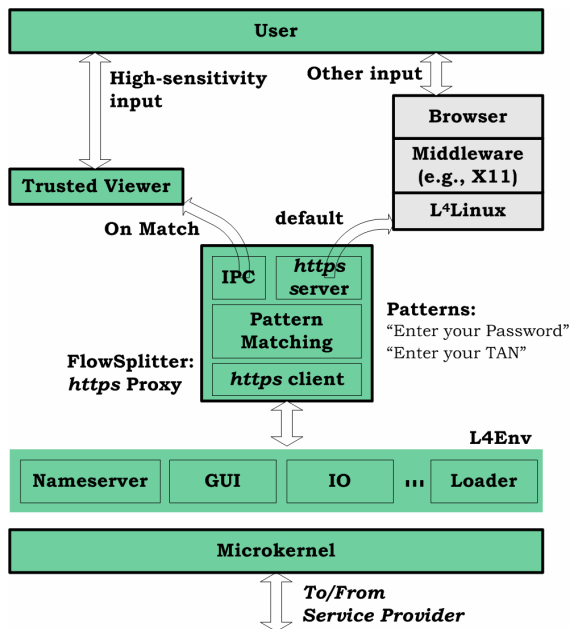 User
High-sensitivity
input
Other input
Browser
Middleware
(e.g., X11)
L⁴Linux
Trusted Viewer
On Match
default
IPC
https
server
Pattern
Matching
https client
FlowSplitter:
https Proxy
Patterns:
“Enter your Password”
“Enter your TAN”
L4Env
Nameserver
GUI
IO
...
Loader
Microkernel
To/From
Service Provider